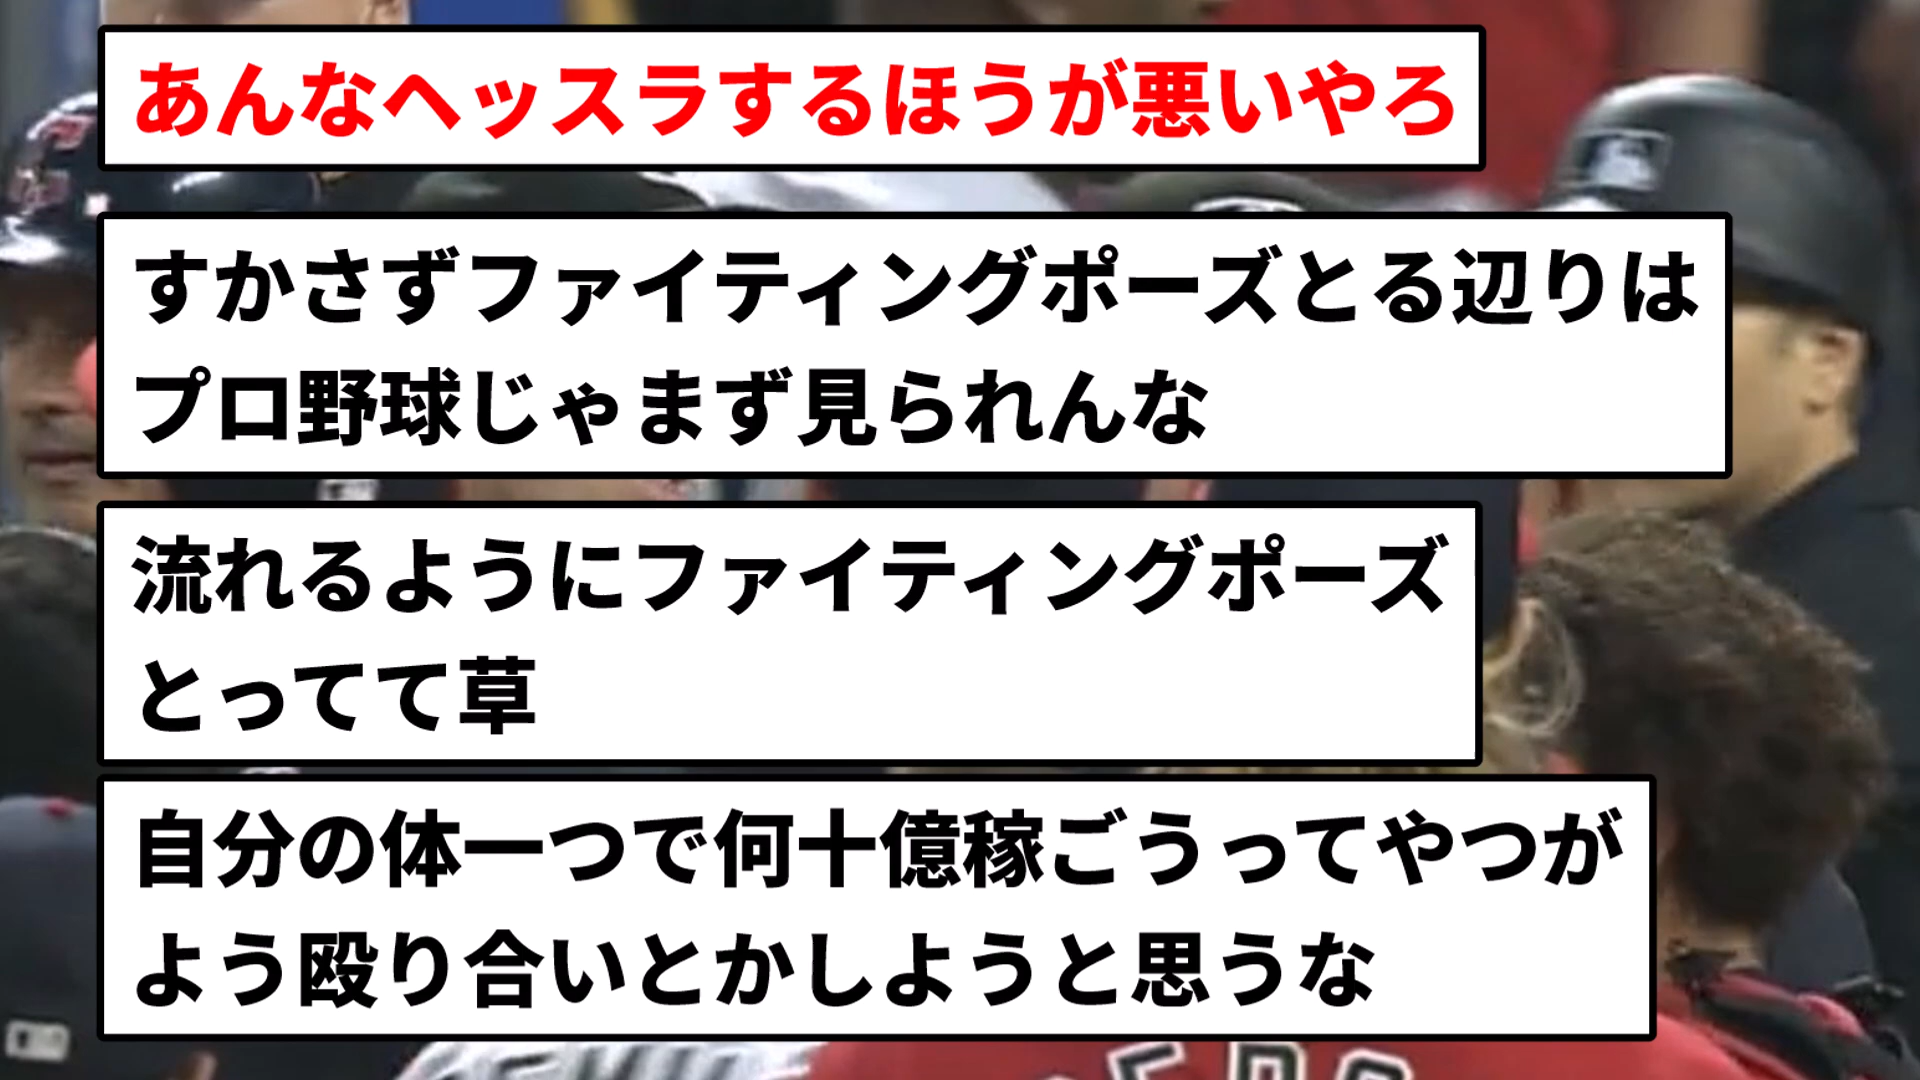 あんなヘッスラするほうが悪いやろ
すかさずファイティングポーズとる辺りは
プロ野球じゃまず見られんな
流れるようにファイティングポーズ
とってて草
自分の体一つで何十億稼ごうってやつが
よう殴り合いとかしようと思うな